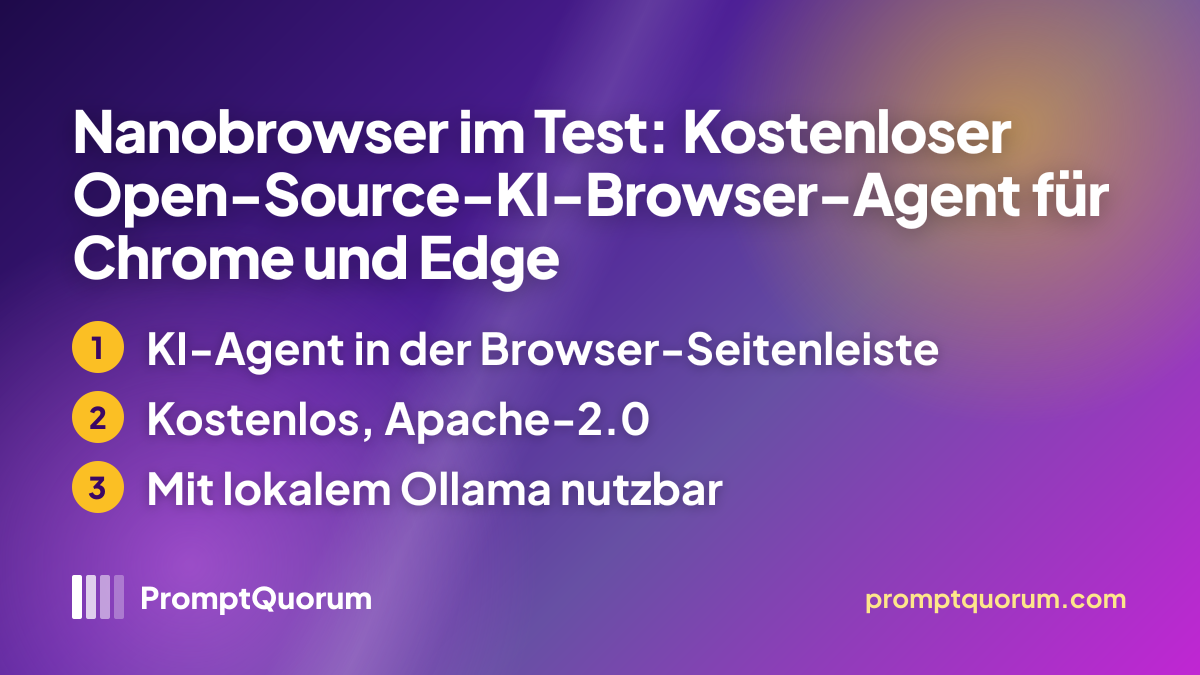 Nanobrowser im Test: Kostenloser
Open-Source-KI-Browser-Agent für
Chrome und Edge
1 KI-Agent in der Browser-Seitenleiste
2 Kostenlos, Apache-2.0
3 Mit lokalem Ollama nutzbar
PromptQuorum
promptquorum.com